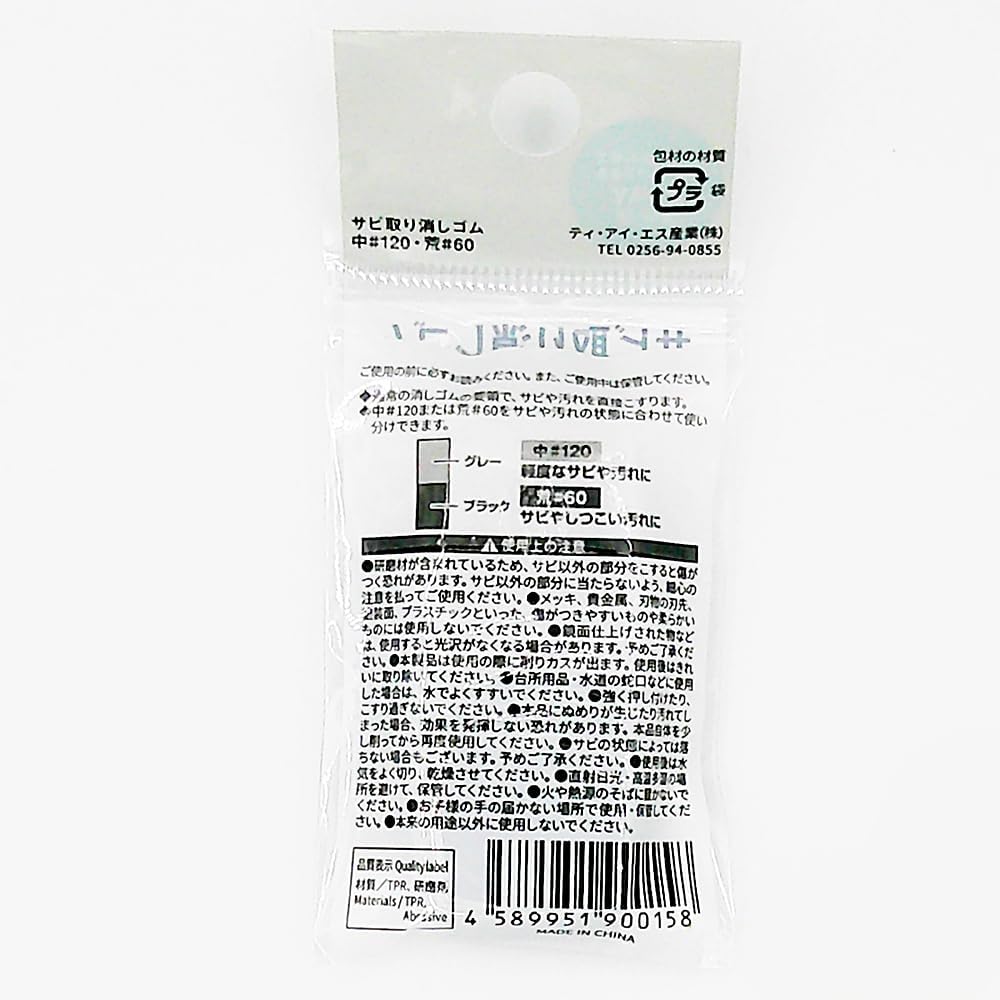 包材の材質
プラ 袋
サビ取り消しゴム
中#120・荒#60
ティ・アイ・エス産業(株)
TEL 0256-94-0855
サビ取り消しゴム
ご使用の前に必ずお読みください。また、ご使用中は保管してください。
◆通常の消しゴムの要領で、サビや汚れを直接こすります。
◆中#120または荒#60をサビや汚れの状態に合わせて使い
分けできます。
グレー
中#120
軽度なサビや汚れに
ブラック
荒#60
サビやしつこい汚れに
使用上の注意
●研磨材が含まれているため、サビ以外の部分をこすると傷が
つく恐れがあります。サビ以外の部分に当たらないよう、細心の
注意を払ってご使用ください。●メッキ、貴金属、刃物の刃先、
塗装面、プラスチックといった、傷がつきやすいものや柔らかい
ものには使用しないでください。●鏡面仕上げされた物など
は、使用すると光沢がなくなる場合があります。予めご了承くだ
さい。●本製品は使用の際に削りカスが出ます。使用後はきれ
いに取り除いてください。●台所用品・水道の蛇口などに使用
した場合は、水でよくすすいでください。●強く押し付けたり、
こすり過ぎないでください。●本品にぬめりが生じたり汚れてし
まった場合、効果を発揮しない恐れがあります。本品自体を少
し削ってから再度使用してください。●サビの状態によっては落
ちない場合もございます。予めご了承ください。●使用後は水
気をよく切り、乾燥させてください。●直射日光・高温多湿の場
所を避けて、保管してください。●火や熱源のそばに置かないで
ください。●お子様の手の届かない場所で使用・保管してくだ
さい。●本来の用途以外に使用しないでください。
品質表示 Quality label
材質/TPR、研磨剤
Materials/TPR,
Abrasive
4 589951 900158
MADE IN CHINA